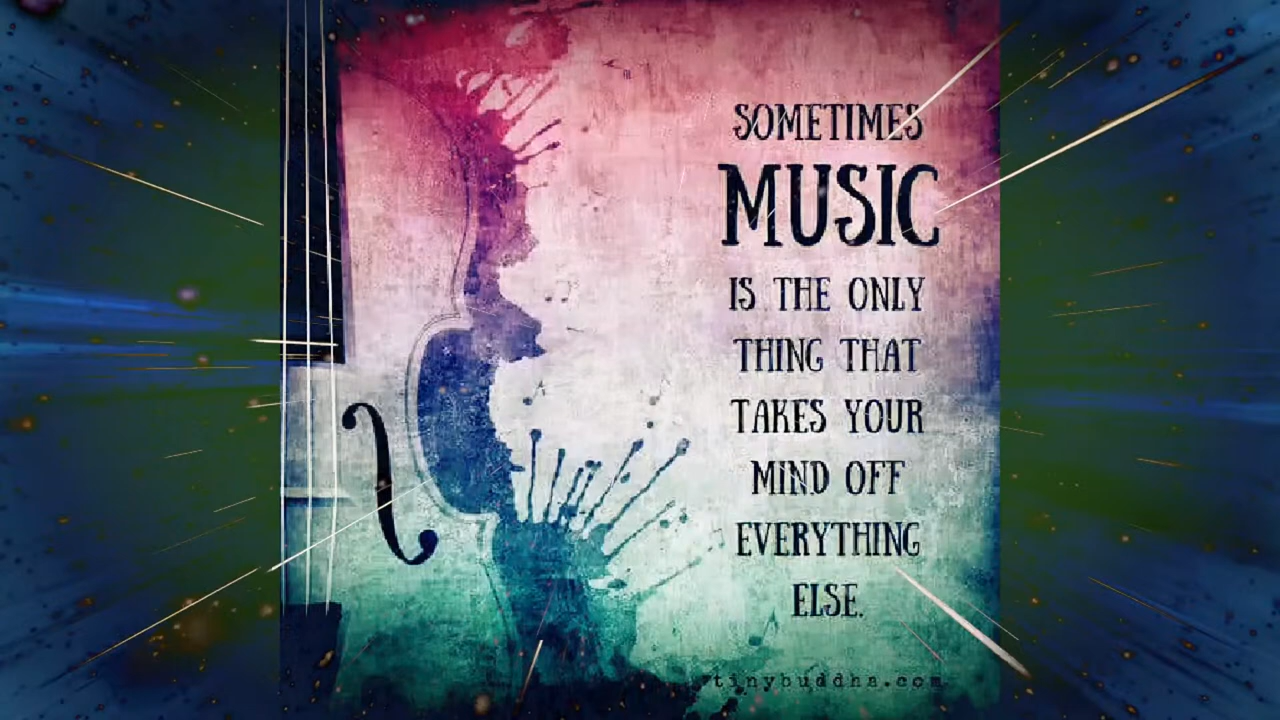 SOMETIMES
MUSIC
IS THE ONLY
THING THAT
TAKES YOUR
MIND OFF
EVERYTHING
ELSE.
tinybuddha.com